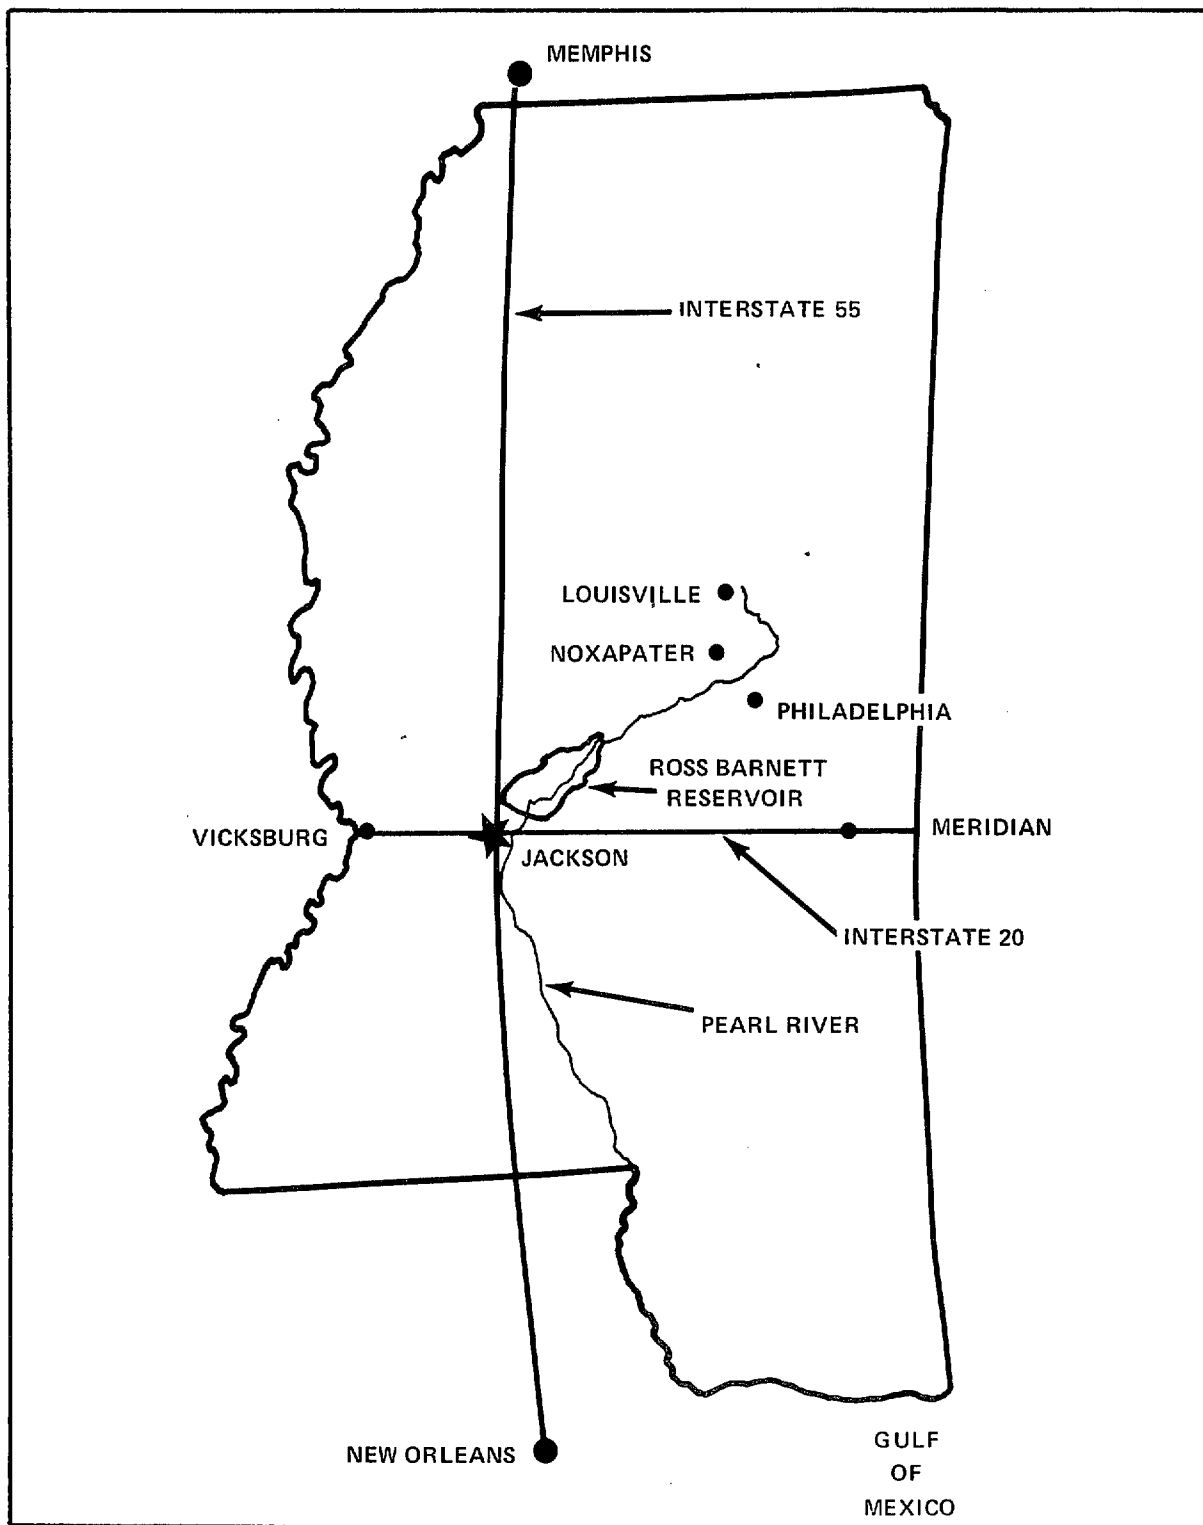 MEMPHIS
INTERSTATE 55
LOUISVILLE
NOXAPATER
PHILADELPHIA
ROSS BARNETT
RESERVOIR
VICKSBURG
MERIDIAN
JACKSON
INTERSTATE 20
PEARL RIVER
NEW ORLEANS
GULF
OF
MEXICO